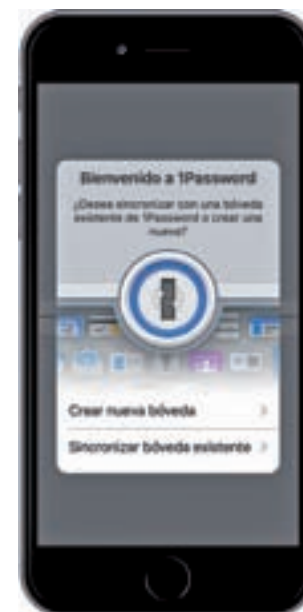 Bienvenido a 1Password
¿Desea sincronizar con una bóveda
existente de 1Password o crear una
nueva?
Crear nueva bóveda
Sincronizar bóveda existente